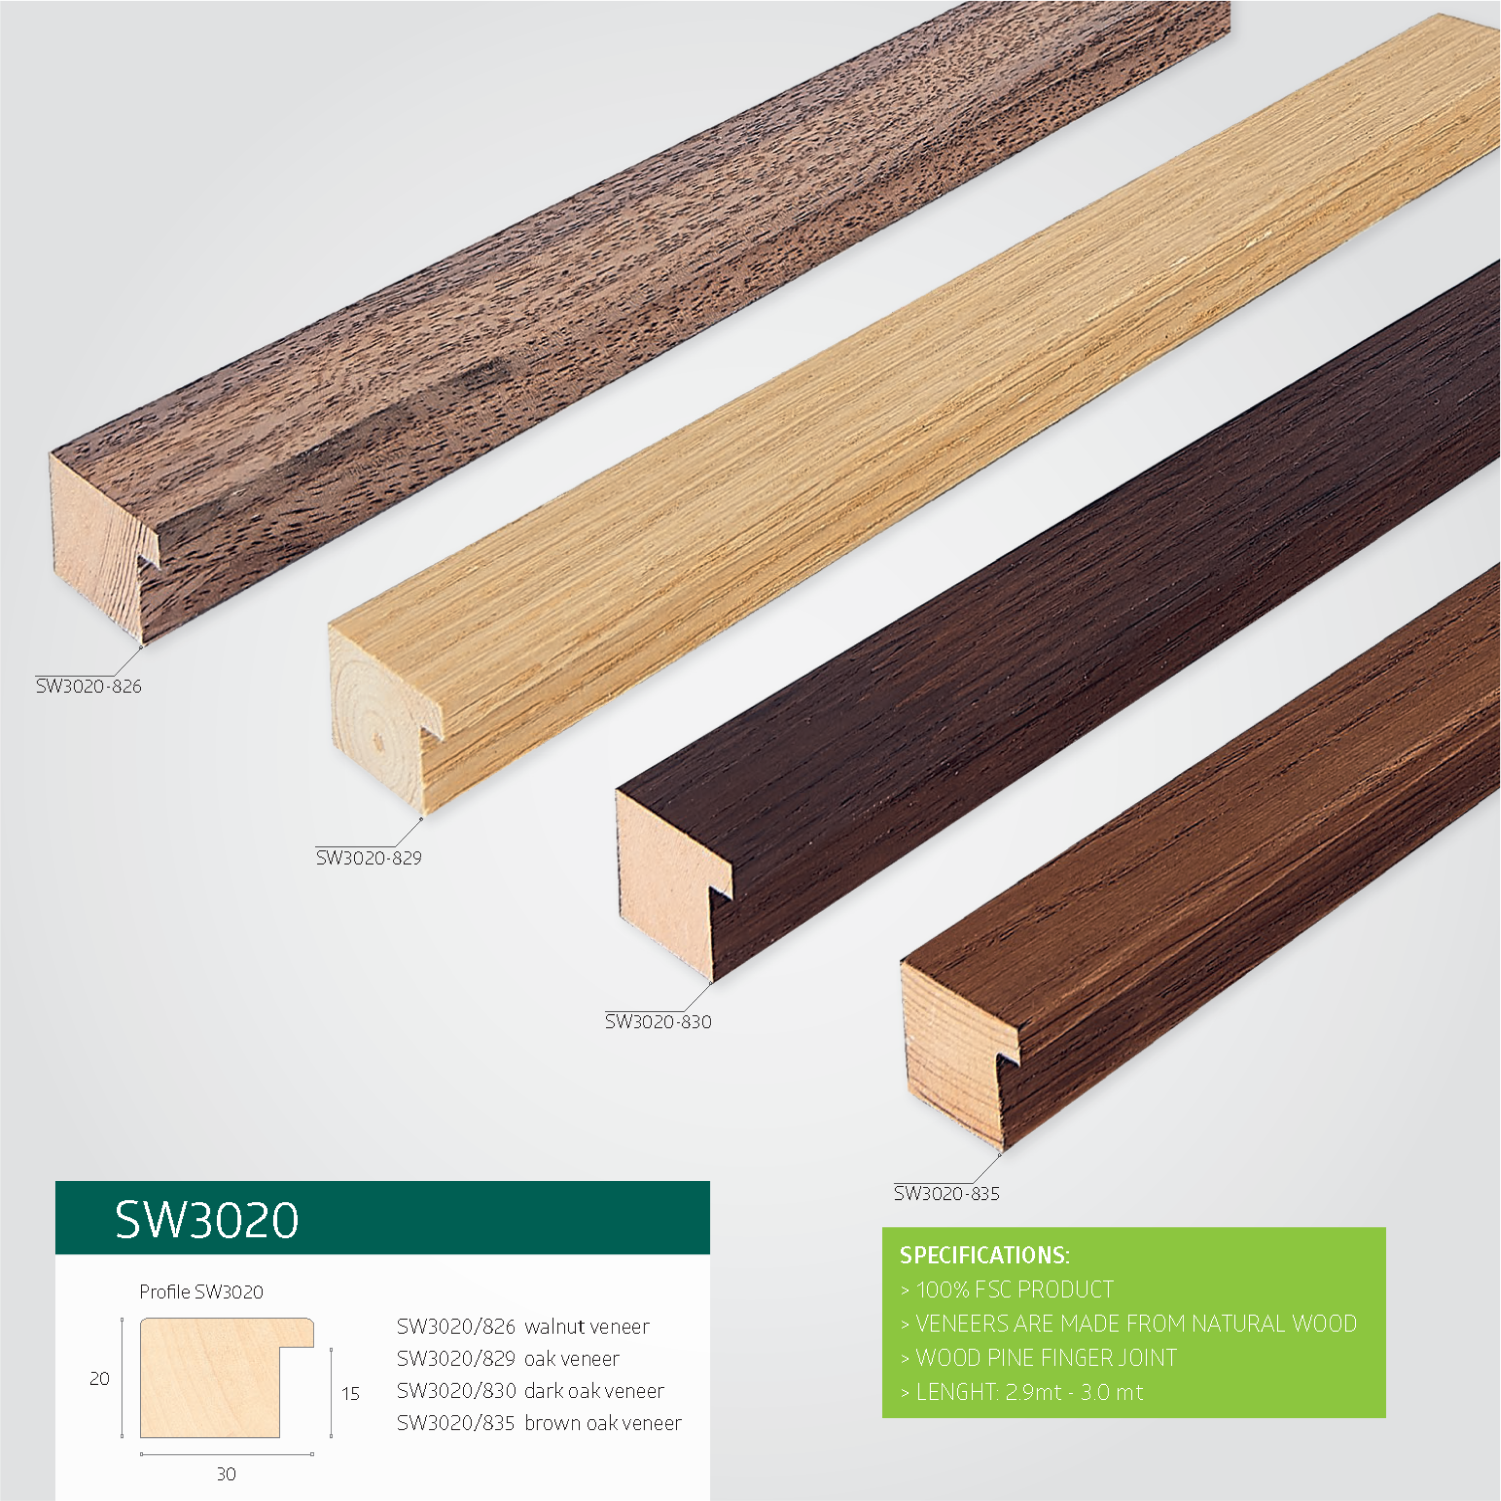 SW3020-826
SW3020-829
SW3020-830
SW3020-835
SW3020
Profile SW3020
20
15
30
SW3020/826 walnut veneer
SW3020/829 oak veneer
SW3020/830 dark oak veneer
SW3020/835 brown oak veneer
SPECIFICATIONS:
> 100% FSC PRODUCT
> VENEERS ARE MADE FROM NATURAL WOOD
> WOOD PINE FINGER JOINT
> LENGHT: 2.9mt - 3.0 mt